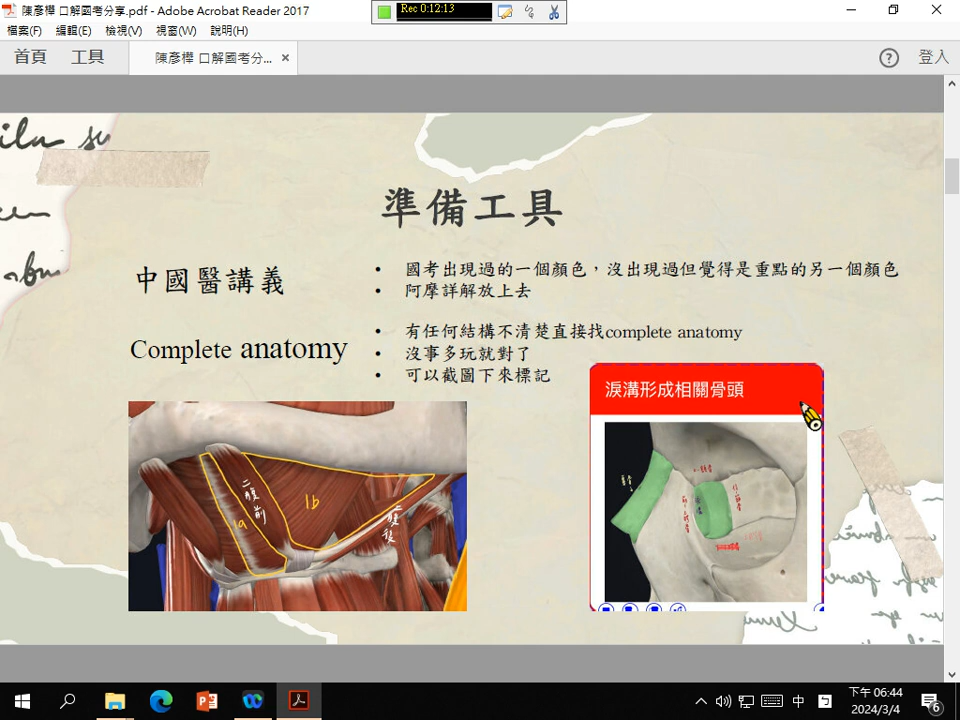 陳彥樺 口解國考分享.pdf - Adobe Acrobat Reader 2017
Rec 0:12:13
檔案(F) 編輯(E) 檢視(V) 視窗(W) 說明(H)
首頁 工具 陳彥樺 口解國考分... × ? 登入
準備工具
中國醫講義
• 國考出現過的一個顏色，沒出現過但覺得是重點的另一個顏色
• 阿摩詳解放上去
Complete anatomy
• 有任何結構不清楚直接找complete anatomy
• 沒事多玩就對了
• 可以截圖下來標記
淚溝形成相關骨頭
二腹前
1a
1b
二腹後
下午 06:44
中
2024/3/4
6